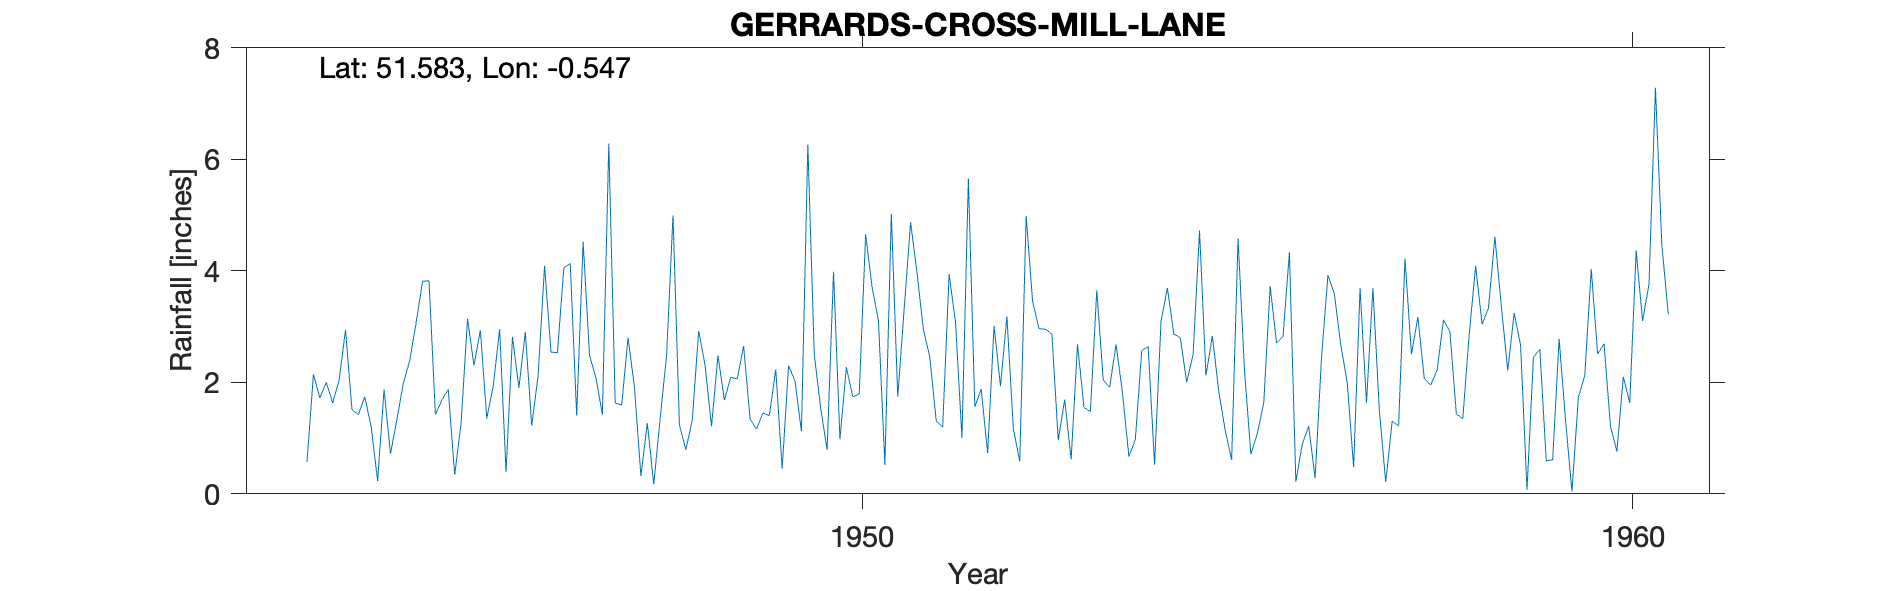 GERRARDS-CROSS-MILL-LANE
Lat: 51.583, Lon: -0.547
8
6
4
2
0
Rainfall [inches]
1950 1960
Year